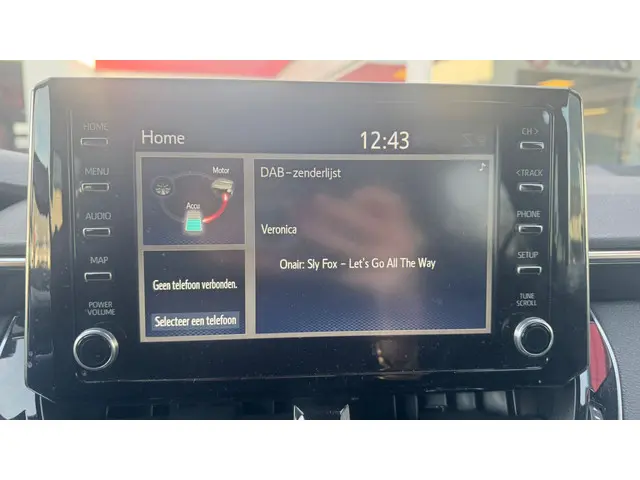 HOME
MENU
AUDIO
MAP
POWER
VOLUME
Home
12:43
Motor
Accu
Geen telefoon verbonden.
Selecteer een telefoon
DAB-zenderlijst
Veronica
Onair: Sly Fox - Let's Go All The Way
CH>
<TRACK
PHONE
SETUP
TUNE
SCROLL